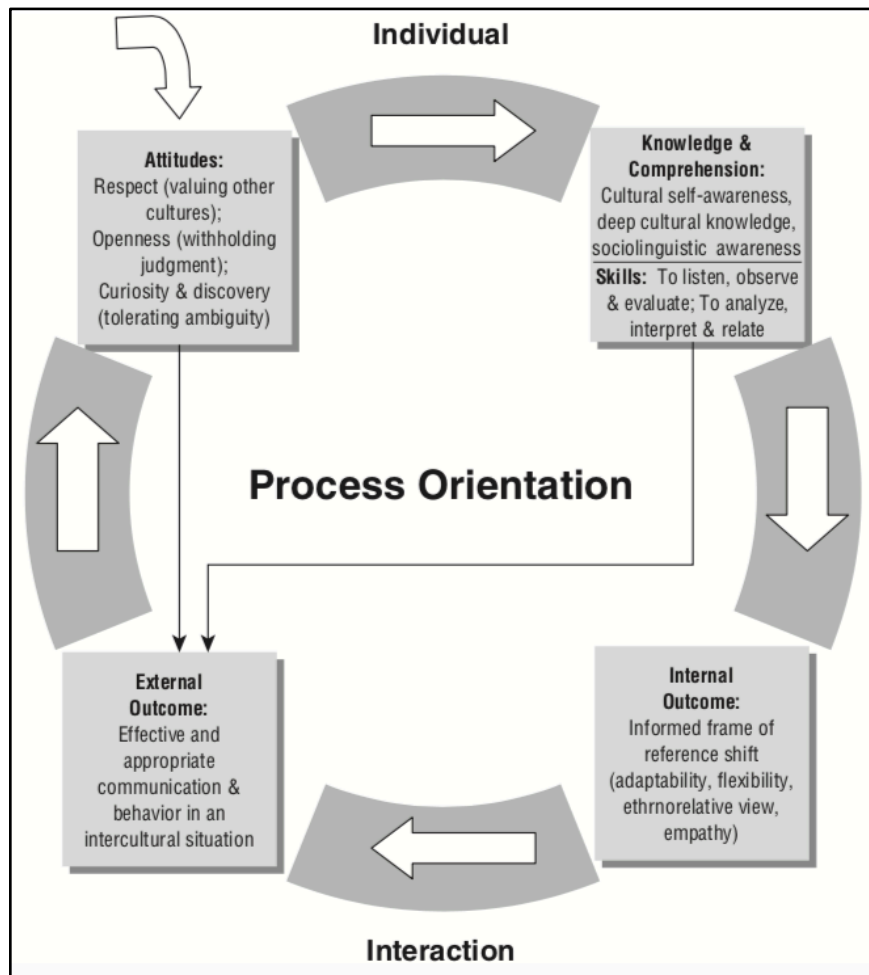 Individual
Attitudes:
Respect (valuing other
cultures);
Openness (withholding
judgment);
Curiosity & discovery
(tolerating ambiguity)
Knowledge &
Comprehension:
Cultural self-awareness,
deep cultural knowledge,
sociolinguistic awareness
Skills: To listen, observe
& evaluate; To analyze,
interpret & relate
Process Orientation
External
Outcome:
Effective and
appropriate
communication &
behavior in an
intercultural situation
Internal
Outcome:
Informed frame of
reference shift
(adaptability, flexibility,
ethrnorelative view,
empathy)
Interaction